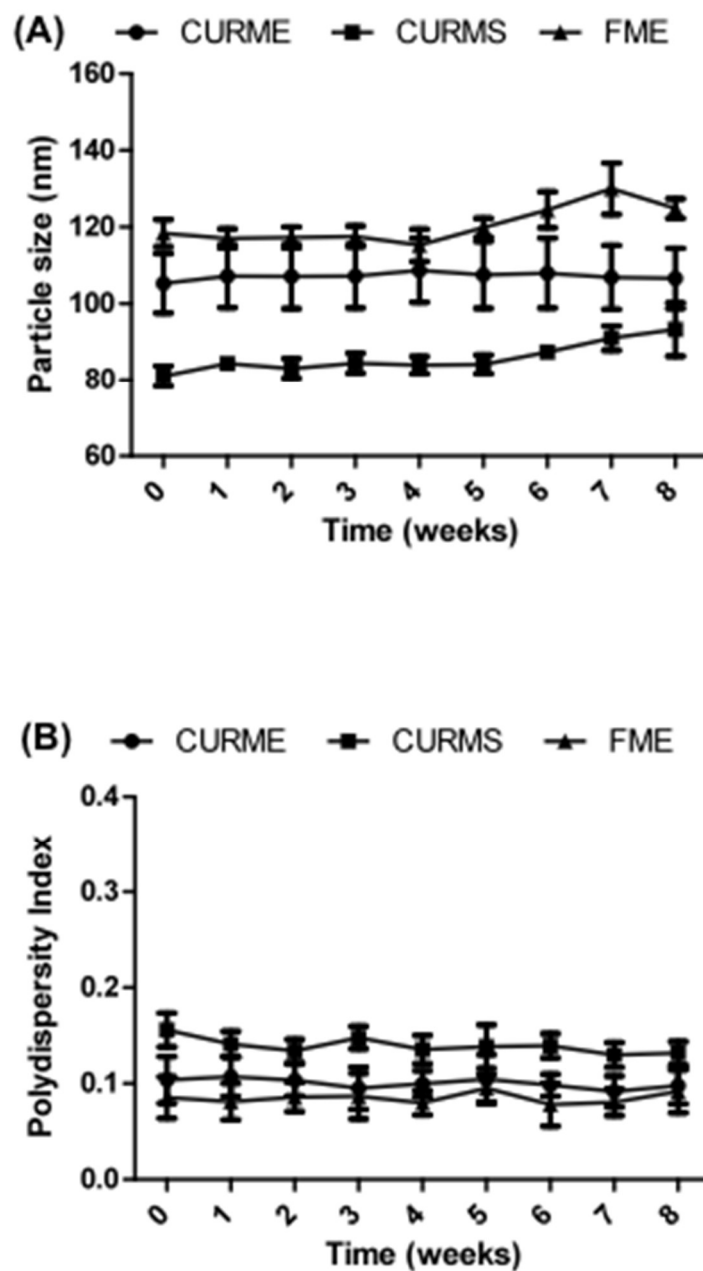 (A) CURME CURMS FME
160
140
120
100
80
60
Particle size (nm)
0 1 2 3 4 5 6 7 8
Time (weeks)
(B) CURME CURMS FME
0.4
0.3
0.2
0.1
0.0
Polydispersity Index
0 1 2 3 4 5 6 7 8
Time (weeks)